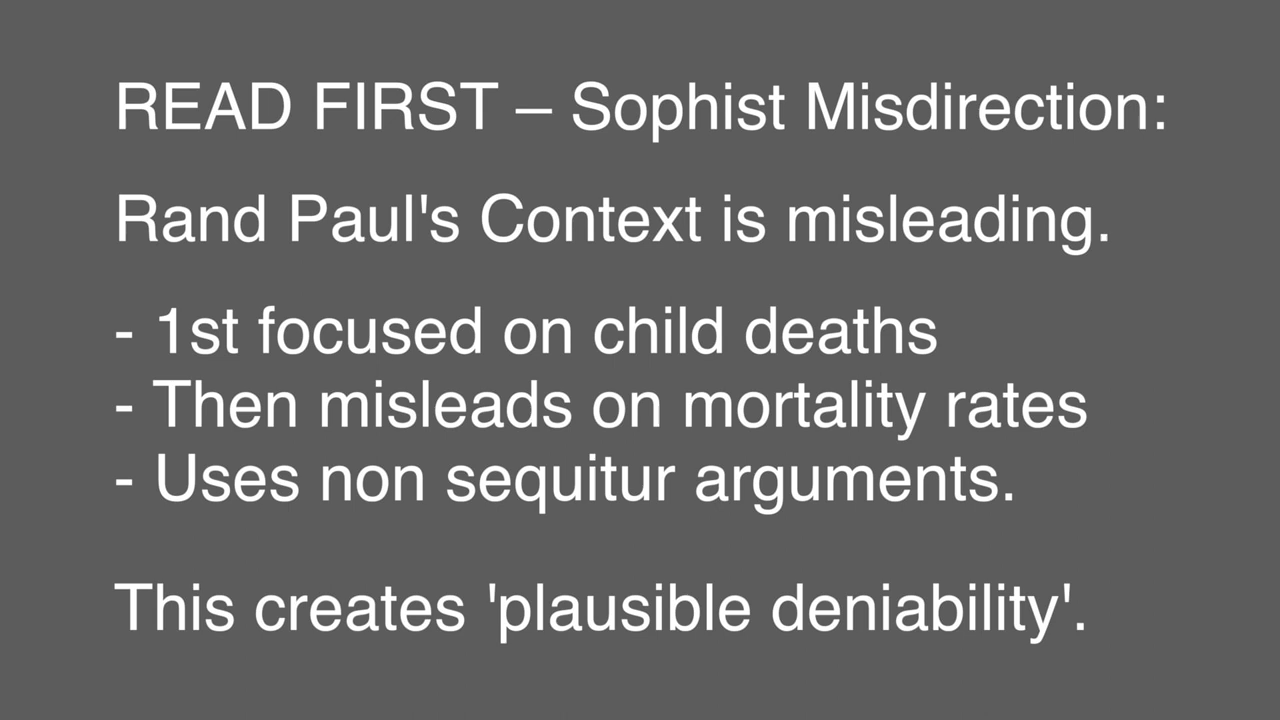 READ FIRST – Sophist Misdirection:
Rand Paul's Context is misleading.
- 1st focused on child deaths
- Then misleads on mortality rates
- Uses non sequitur arguments.
This creates 'plausible deniability'.